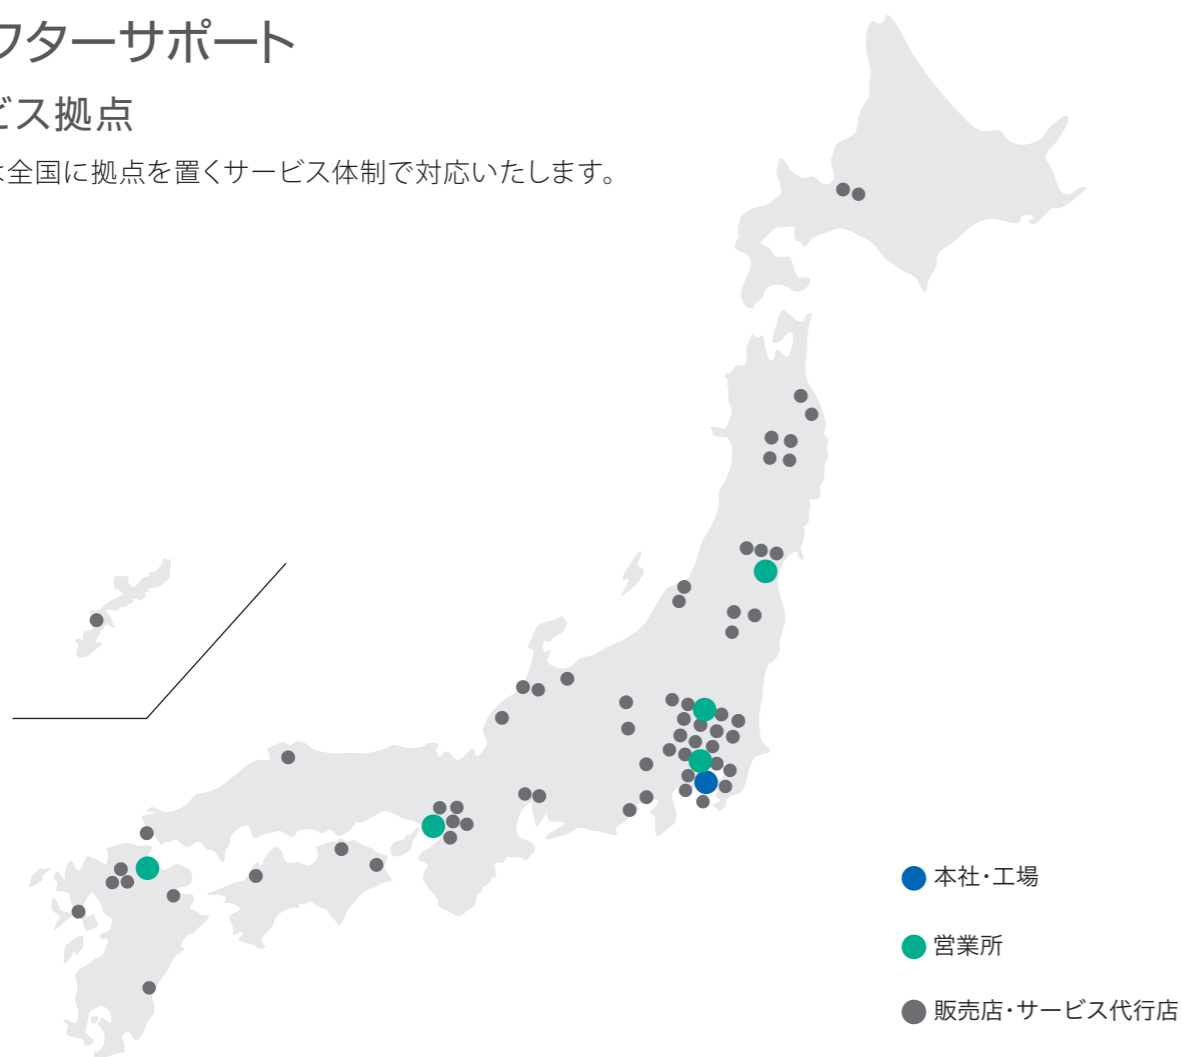 フターサポート
ビス拠点
は全国に拠点を置くサービス体制で対応いたします。
本社・工場
営業所
販売店・サービス代行店